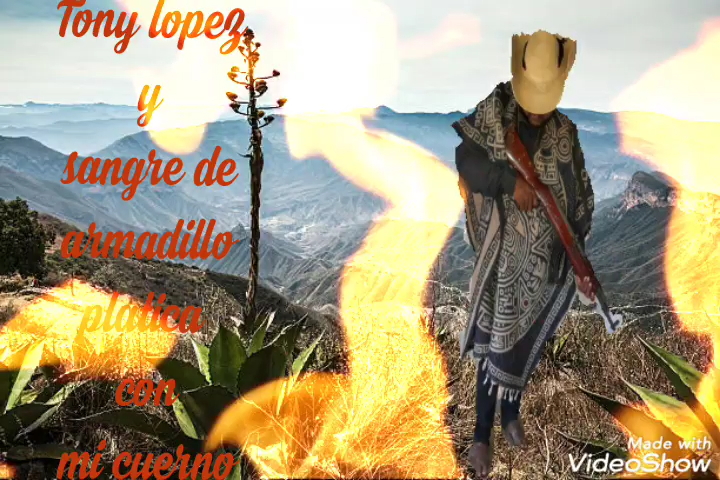 Tony lopez
y
sangre de
armadillo
platica
con
mi cuerno
Made with
VideoShow